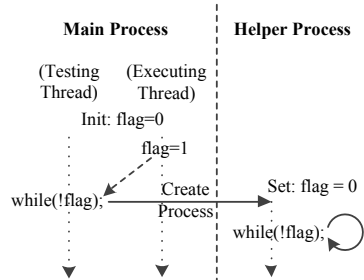 Main Process
Helper Process
(Testing Thread)
(Executing Thread)
Init: flag=0
flag=1
while(!flag);
Create Process
Set: flag = 0
while(!flag);